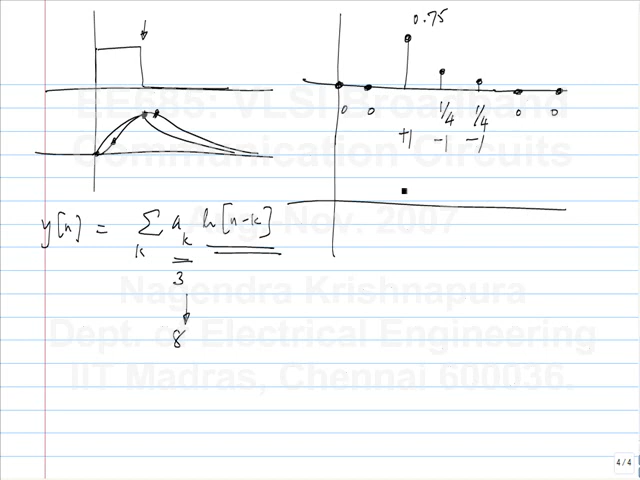 0.75
0 0 1/4 1/4 0 0
+1 -1 -1
y[n] = Σ a_k h[n-k]
k
3
8
EE685: VLSI Broadband
Communication Circuits
Aug-Nov. 2007
Nagendra Krishnapura
Dept. of Electrical Engineering
IIT Madras, Chennai 600036.
4/4